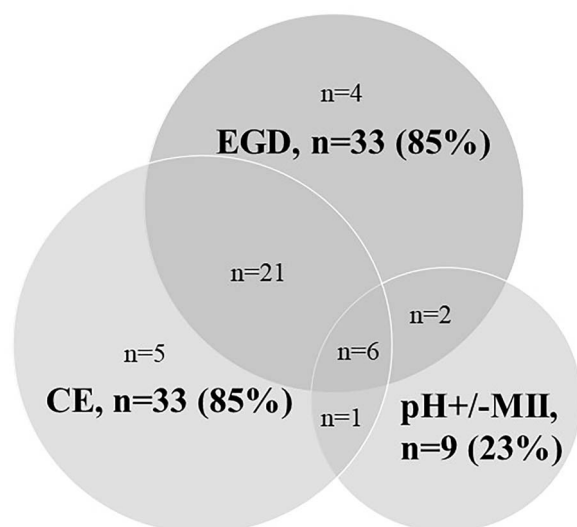 n=4
EGD, n=33 (85%)
n=21
n=2
n=5
n=6
CE, n=33 (85%)
n=1
pH+/-MII,
n=9 (23%)